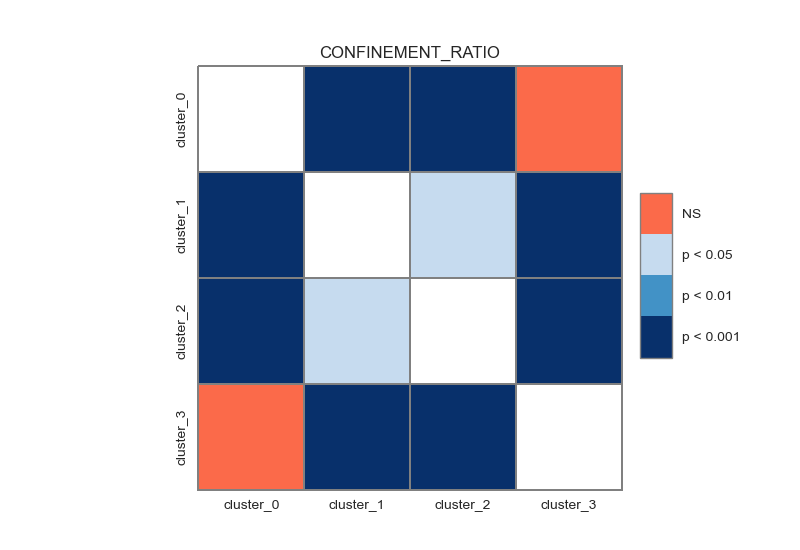 CONFINEMENT_RATIO
cluster_0
cluster_1
cluster_2
cluster_3
cluster_0 cluster_1 cluster_2 cluster_3
NS
p < 0.05
p < 0.01
p < 0.001